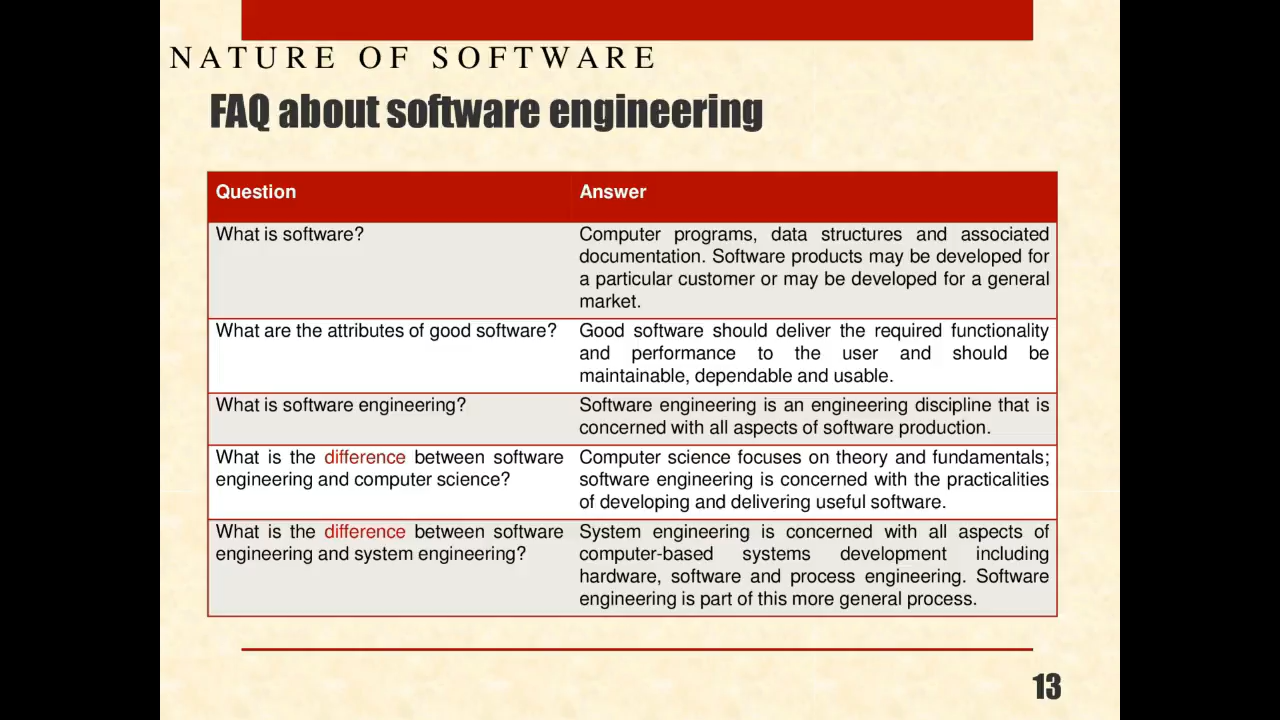 NATURE OF SOFTWARE
FAQ about software engineering
Question
Answer
What is software?
Computer programs, data structures and associated
documentation. Software products may be developed for
a particular customer or may be developed for a general
market.
What are the attributes of good software?
Good software should deliver the required functionality
and performance to the user and should be
maintainable, dependable and usable.
What is software engineering?
Software engineering is an engineering discipline that is
concerned with all aspects of software production.
What is the difference between software
engineering and computer science?
Computer science focuses on theory and fundamentals;
software engineering is concerned with the practicalities
of developing and delivering useful software.
What is the difference between software
engineering and system engineering?
System engineering is concerned with all aspects of
computer-based systems development including
hardware, software and process engineering. Software
engineering is part of this more general process.
13